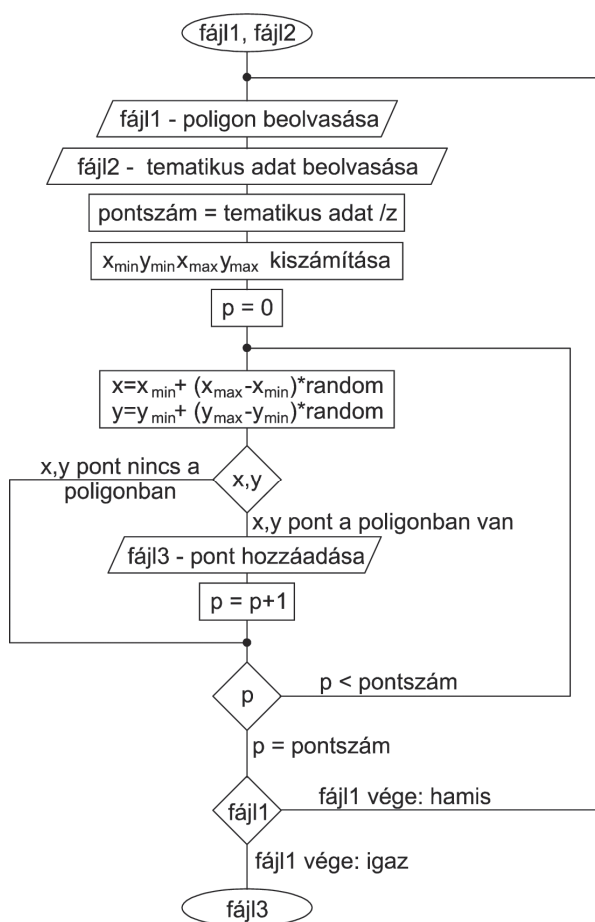 fájl1, fájl2
fájl1 - poligon beolvasása
fájl2 - tematikus adat beolvasása
pontszám = tematikus adat /z
xminyminxmaxymax kiszámítása
p = 0
x=xmin+ (xmax-xmin)*random
y=ymin+ (ymax-ymin)*random
x,y pont nincs a
poligonban
x,y
x,y pont a poligonban van
fájl3 - pont hozzáadása
p = p+1
p
p < pontszám
p = pontszám
fájl1
fájl1 vége: hamis
fájl1 vége: igaz
fájl3